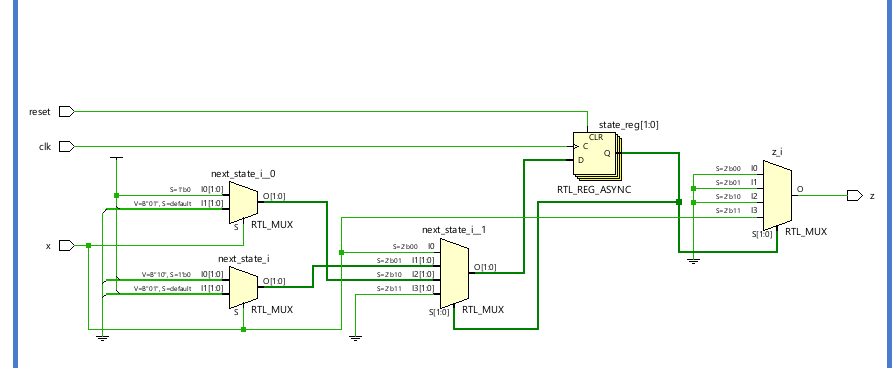 reset
state_reg[1:0]
CLR
clk
C
Q
D
RTL_REG_ASYNC
z_i
S=2'b00 I0
S=2'b01 I1
S=2'b10 I2
S=2'b11 I3
O
z
S[1:0]
RTL_MUX
next_state_i__0
S=1'b0 I0[1:0]
V=B"01", S=default I1[1:0]
O[1:0]
S
RTL_MUX
x
next_state_i
V=B"10", S=1'b0 I0[1:0]
V=B"01", S=default I1[1:0]
O[1:0]
S
RTL_MUX
next_state_i__1
S=2'b00 I0
S=2'b01 I1[1:0]
S=2'b10 I2[1:0]
S=2'b11 I3[1:0]
O[1:0]
S[1:0]
RTL_MUX